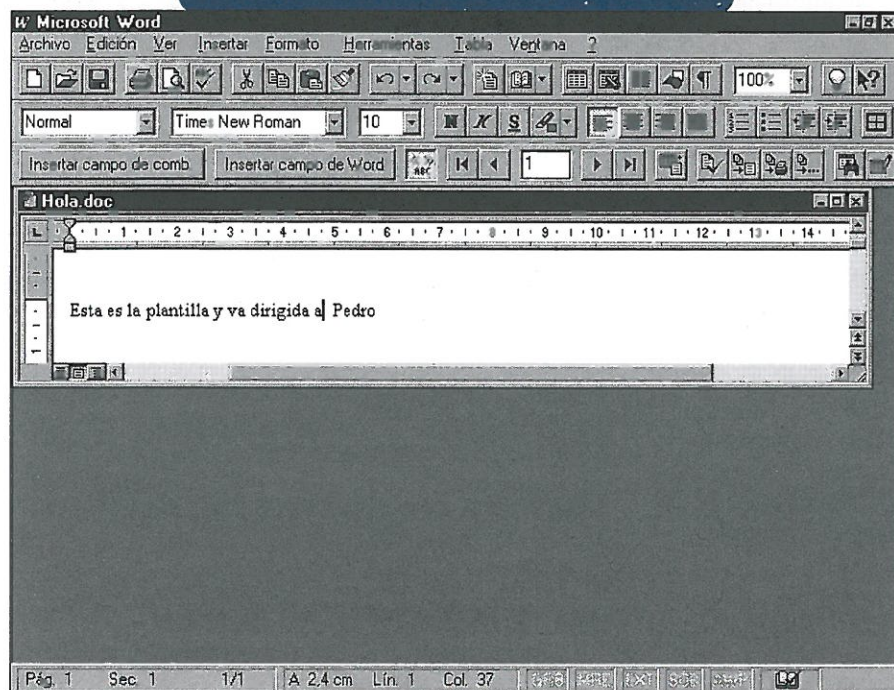 Microsoft Word
Archivo Edición Ver Insertar Formato Herramientas Tabla Ventana ?
100%
Normal Times New Roman 10 N K S
Insertar campo de comb. Insertar campo de Word ABC 1
Hola.doc
L 1 2 3 4 5 6 7 8 9 10 11 12 13 14
Esta es la plantilla y va dirigida a Pedro
Pág. 1 Sec. 1 1/1 A 2,4 cm Lín. 1 Col. 37